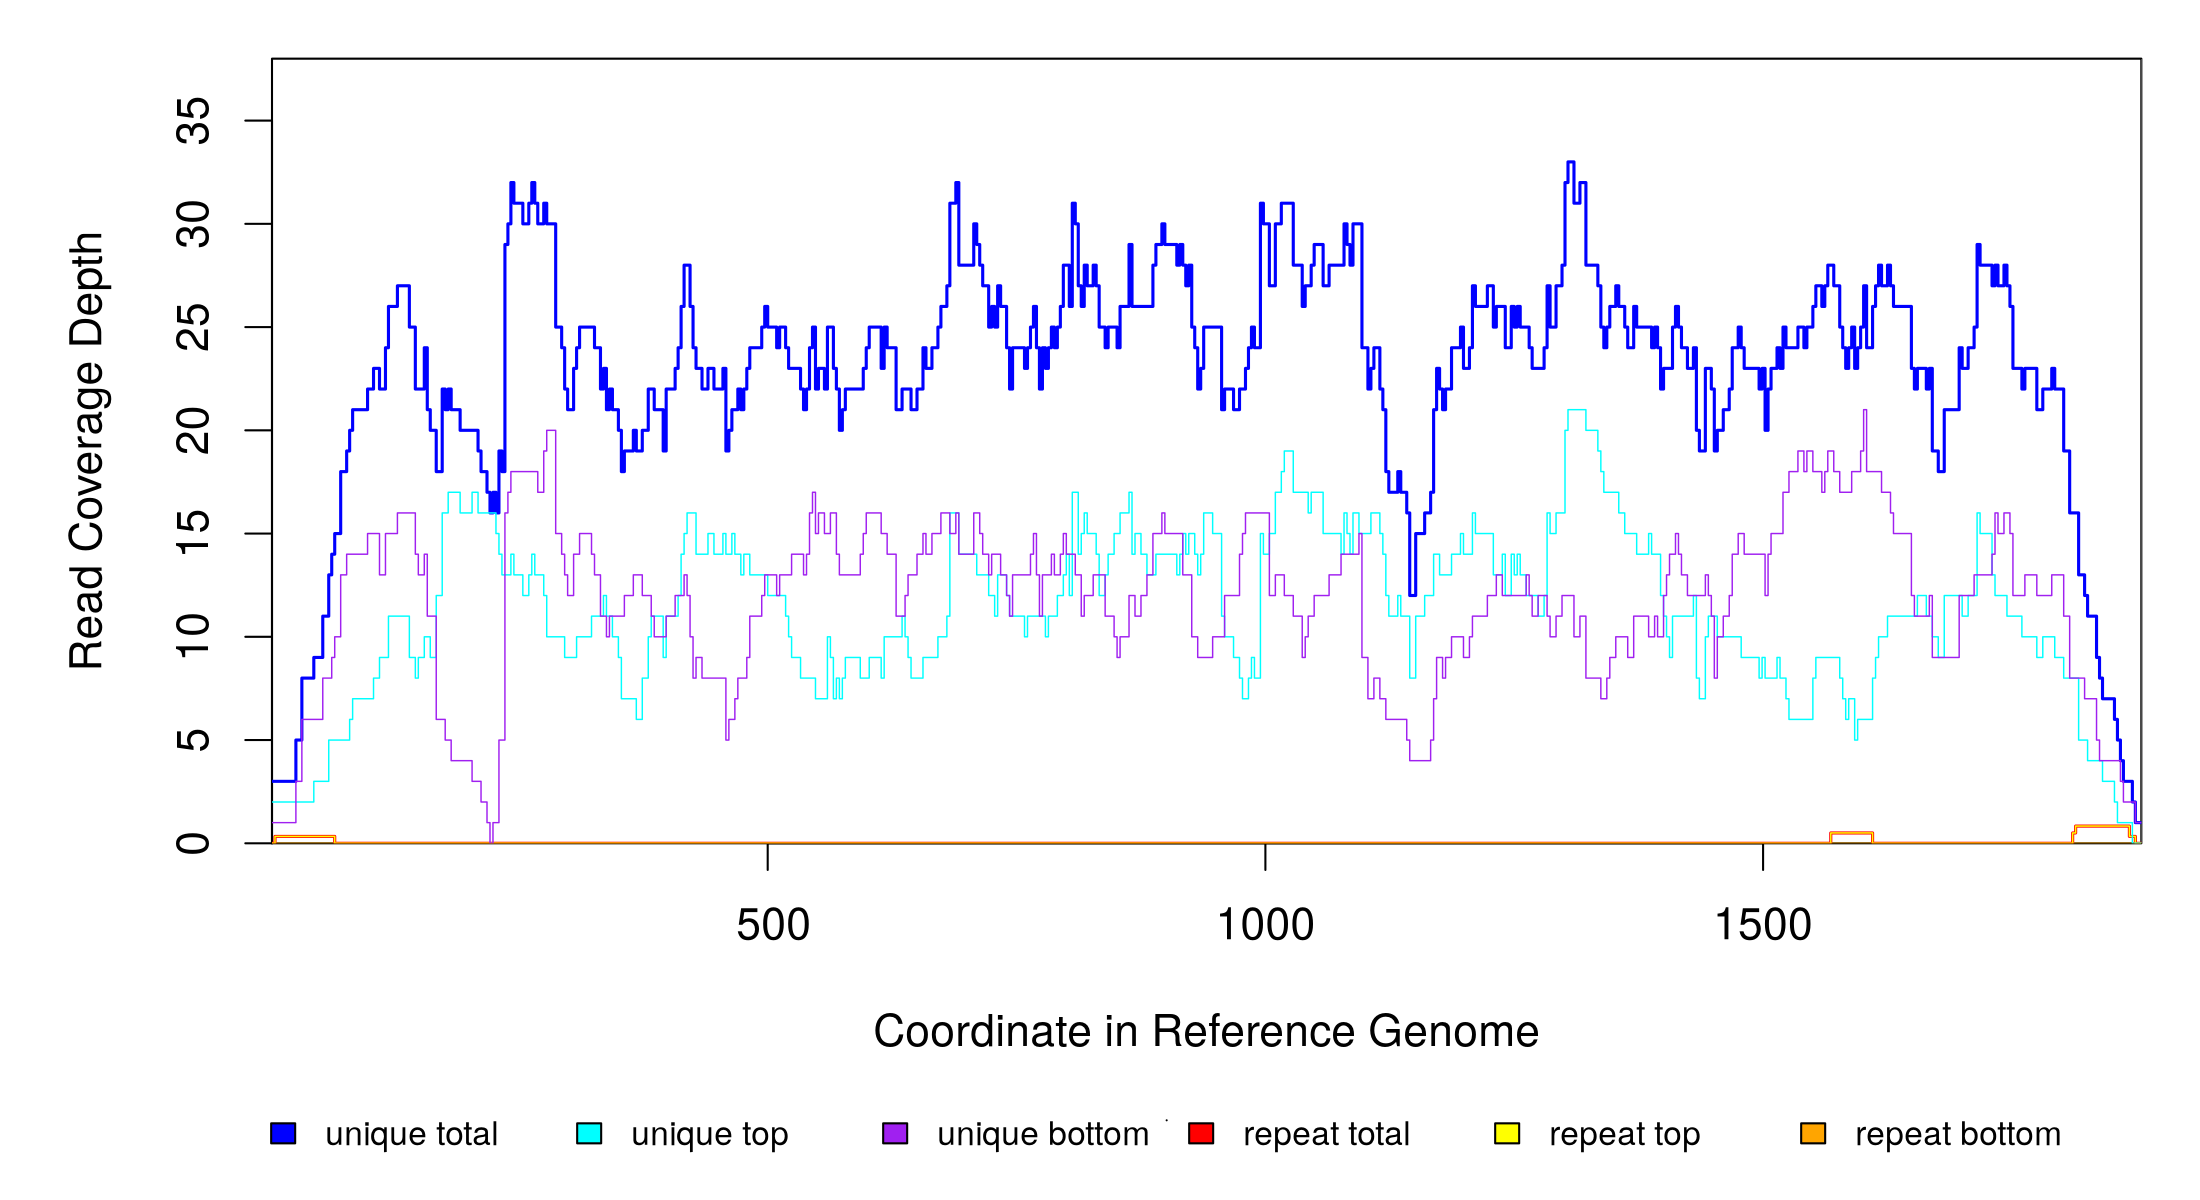 Read Coverage Depth
35
30
25
20
15
10
5
0
500 1000 1500
Coordinate in Reference Genome
unique total unique top unique bottom repeat total repeat top repeat bottom